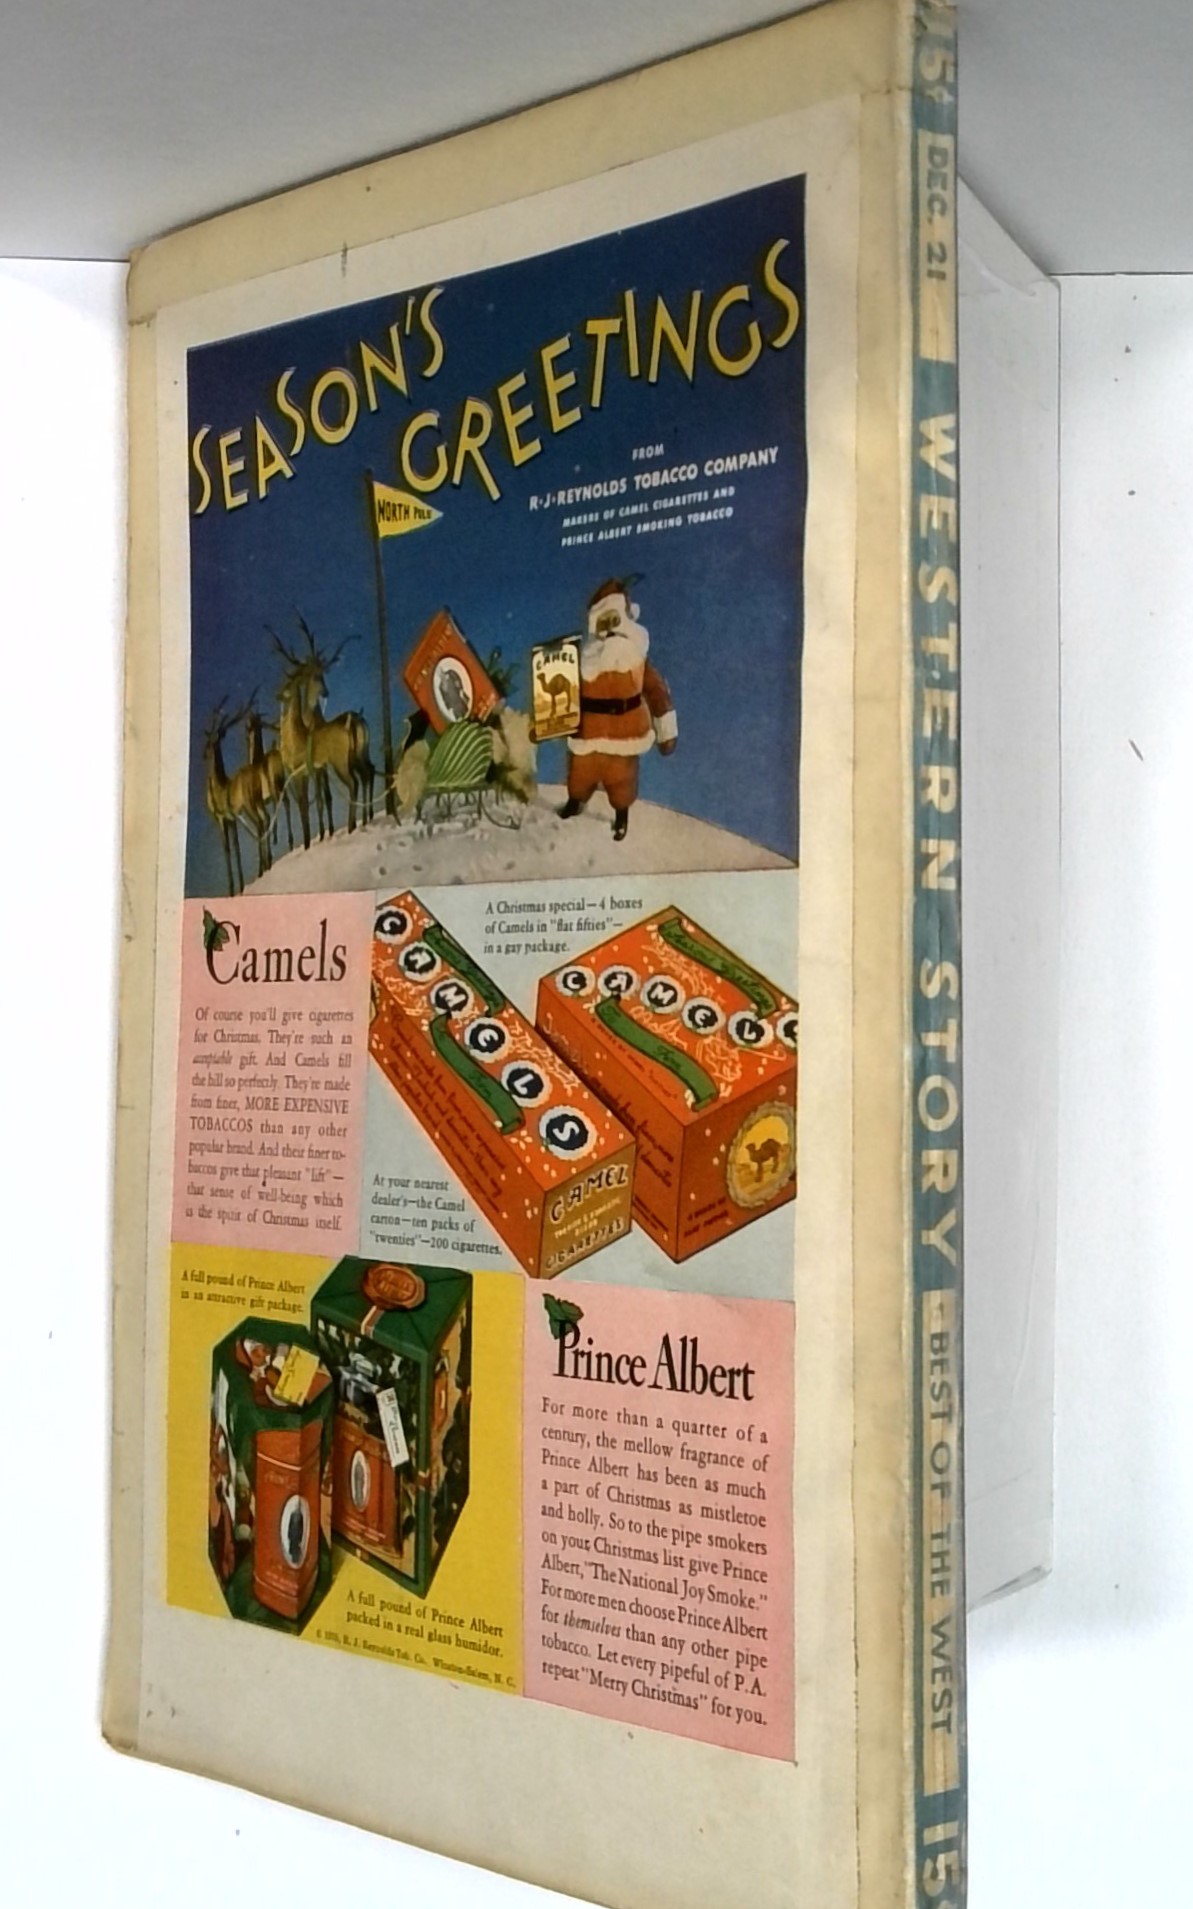 SEASON'S
GREETINGS
FROM
R·J·REYNOLDS TOBACCO COMPANY
MAKERS OF CAMEL CIGARETTES AND
PRINCE ALBERT SMOKING TOBACCO
NORTH POLE
CAMEL
Camels
Of course you'll give cigarettes
for Christmas. They're such an
acceptable gift. And Camels fill
the bill so perfectly. They're made
from finer, MORE EXPENSIVE
TOBACCOS than any other
popular brand. And their finer to-
baccos give that pleasant "lift"—
that sense of well-being which
is the spirit of Christmas itself.
A Christmas special—4 boxes
of Camels in "flat fifties"—
in a gay package.
CAMELS
CAMEL
CIGARETTES
CAMELS
At your nearest
dealer's—the Camel
carton—ten packs of
"twenties"—200 cigarettes.
A full pound of Prince Albert
in an attractive gift package.
A full pound of Prince Albert
packed in a real glass humidor.
R. J. Reynolds Tob. Co. Winston-Salem, N. C.
Prince Albert
For more than a quarter of a
century, the mellow fragrance of
Prince Albert has been as much
a part of Christmas as mistletoe
and holly. So to the pipe smokers
on your Christmas list give Prince
Albert, "The National Joy Smoke."
For more men choose Prince Albert
for themselves than any other pipe
tobacco. Let every pipeful of P.A.
repeat "Merry Christmas" for you.
15¢ DEC. 21 WESTERN STORY BEST OF THE WEST 15